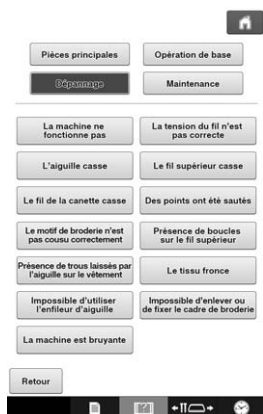 Pièces principales
Opération de base
Dépannage
Maintenance
La machine ne
fonctionne pas
La tension du fil n'est
pas correcte
L'aiguille casse
Le fil supérieur casse
Le fil de la canette casse
Des points ont été sautés
Le motif de broderie n'est
pas cousu correctement
Présence de boucles
sur le fil supérieur
Présence de trous laissés par
l'aiguille sur le vêtement
Le tissu fronce
Impossible d'utiliser
l'enfileur d'aiguille
Impossible d'enlever ou
de fixer le cadre de broderie
La machine est bruyante
Retour